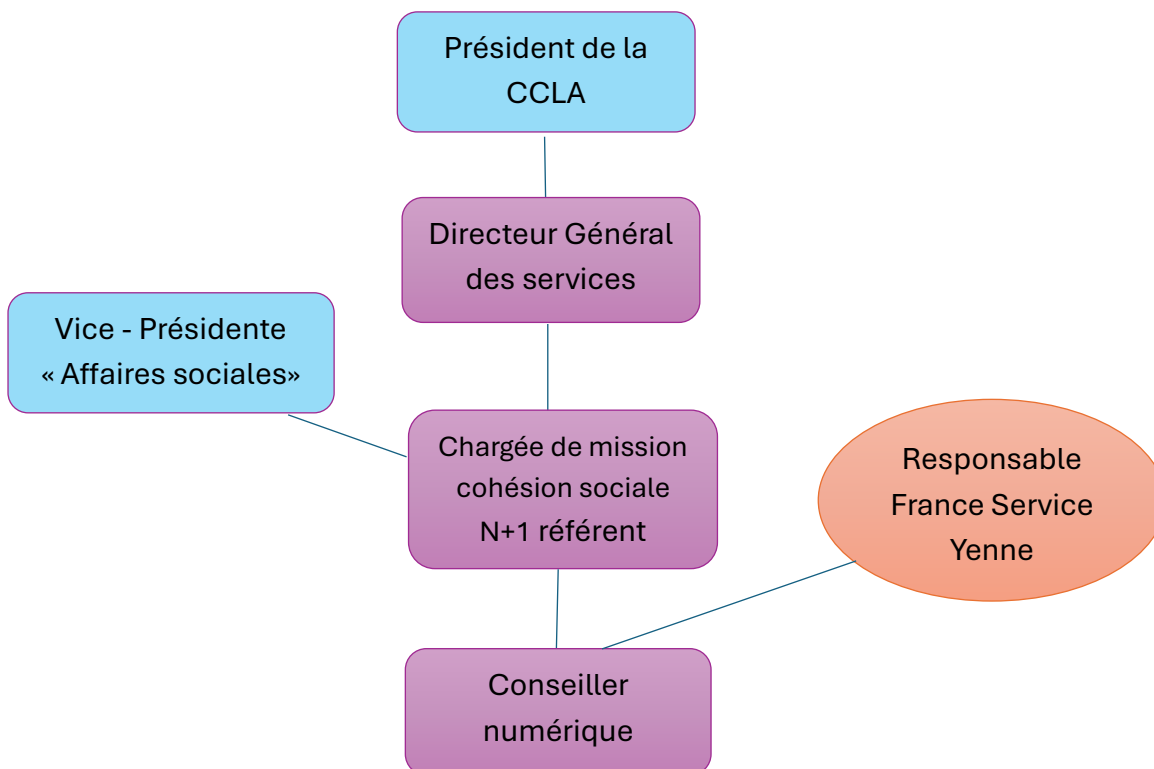 Président de la
CCLA
Directeur Général
des services
Vice - Présidente
« Affaires sociales»
Chargée de mission
cohésion sociale
N+1 référent
Responsable
France Service
Yenne
Conseiller
numérique